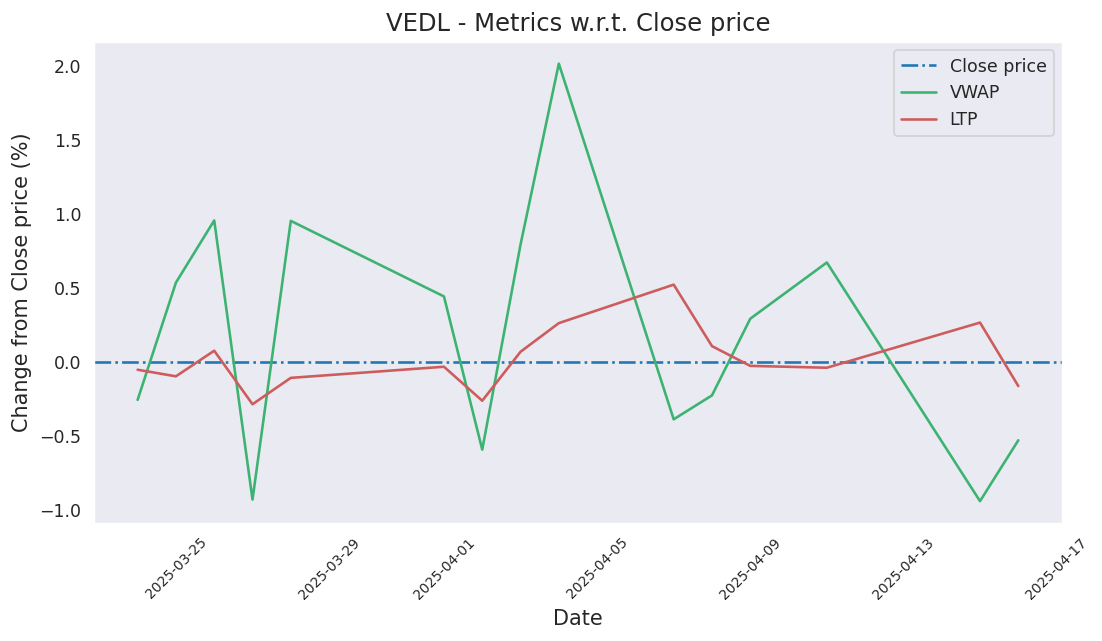 VEDL - Metrics w.r.t. Close price
Close price
VWAP
LTP
Change from Close price (%)
2.0
1.5
1.0
0.5
0.0
−0.5
−1.0
2025-03-25
2025-03-29
2025-04-01
2025-04-05
2025-04-09
2025-04-13
2025-04-17
Date